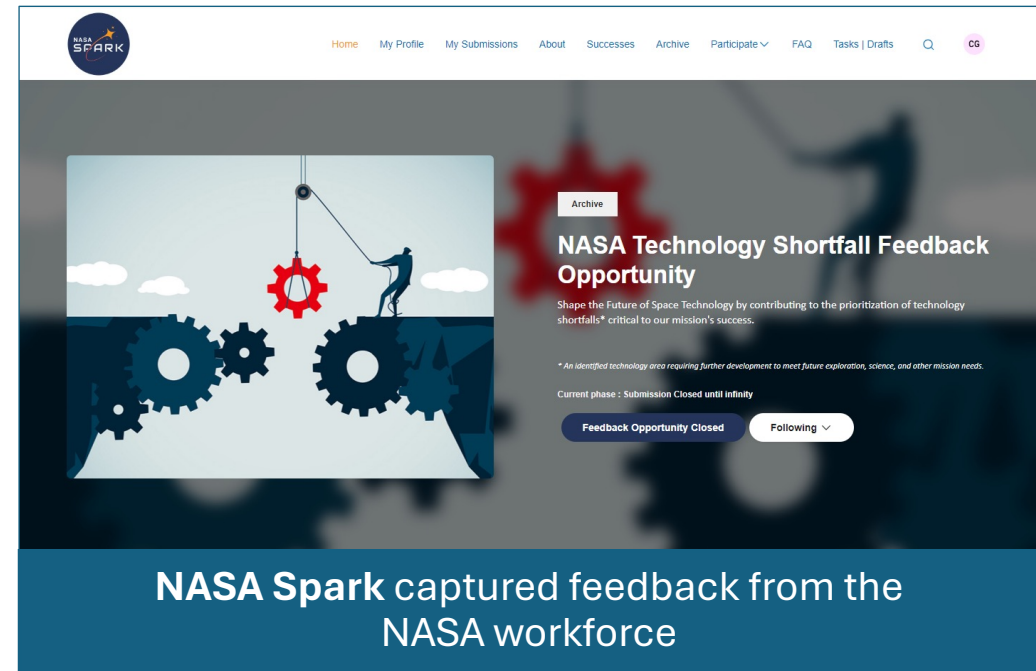 NASA
SPARK
Home My Profile My Submissions About Successes Archive Participate FAQ Tasks | Drafts CG
Archive
NASA Technology Shortfall Feedback
Opportunity
Shape the Future of Space Technology by contributing to the prioritization of technology
shortfalls* critical to our mission's success.
* An identified technology area requiring further development to meet future exploration, science, and other mission needs.
Current phase : Submission Closed until infinity
Feedback Opportunity Closed Following
NASA Spark captured feedback from the
NASA workforce